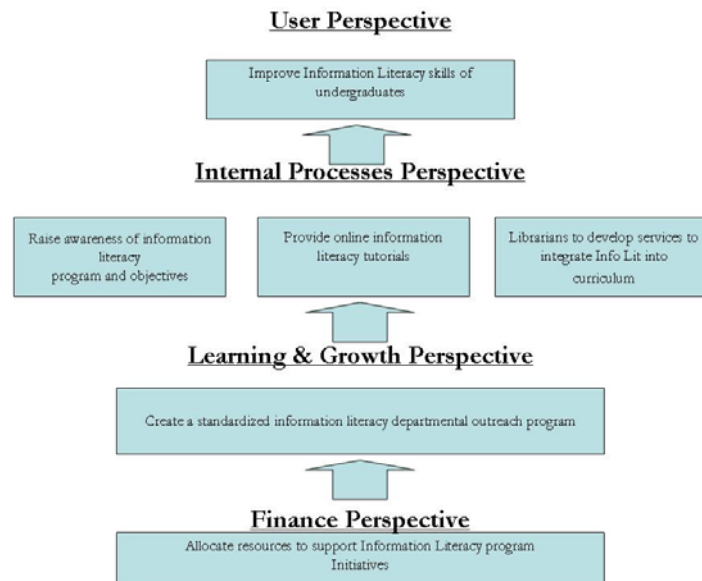 User Perspective
Improve Information Literacy skills of
undergraduates
Internal Processes Perspective
Raise awareness of information
literacy
program and objectives
Provide online information
literacy tutorials
Librarians to develop services to
integrate Info Lit into
curriculum
Learning & Growth Perspective
Create a standardized information literacy departmental outreach program
Finance Perspective
Allocate resources to support Information Literacy program
Initiatives